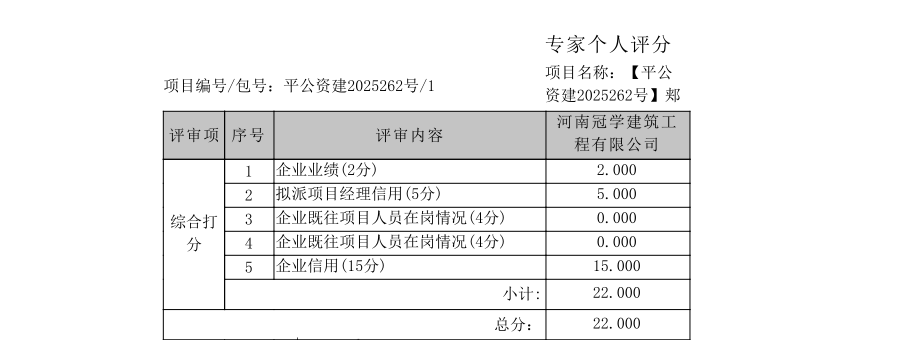 专家个人评分
项目编号/包号：平公资建2025262号/1
项目名称：【平公
资建2025262号】郏
评审项 序号 评审内容 河南冠学建筑工
程有限公司
综合打
分
1 企业业绩(2分) 2.000
2 拟派项目经理信用(5分) 5.000
3 企业既往项目人员在岗情况(4分) 0.000
4 企业既往项目人员在岗情况(4分) 0.000
5 企业信用(15分) 15.000
小计: 22.000
总分： 22.000